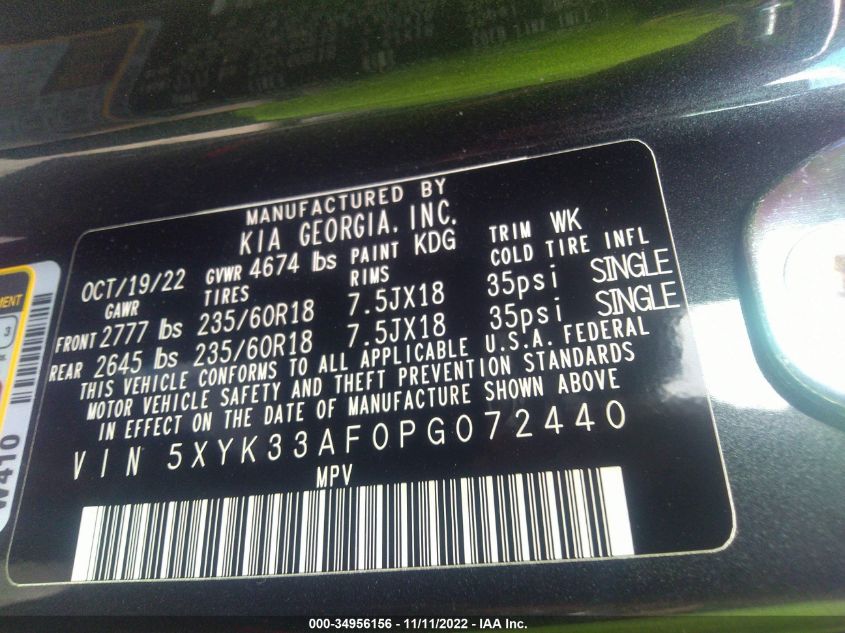 MANUFACTURED BY
KIA GEORGIA, INC.
OCT/19/22 GVWR 4674 lbs PAINT KDG TRIM WK
GAWR TIRES RIMS COLD TIRE INFL
FRONT 2777 lbs 235/60R18 7.5JX18 35psi SINGLE
REAR 2645 lbs 235/60R18 7.5JX18 35psi SINGLE
THIS VEHICLE CONFORMS TO ALL APPLICABLE U.S.A. FEDERAL
MOTOR VEHICLE SAFETY AND THEFT PREVENTION STANDARDS
IN EFFECT ON THE DATE OF MANUFACTURE SHOWN ABOVE
VIN 5XYK33AF0PG072440
MPV
W410
000-34956156 - 11/11/2022 - IAA Inc.